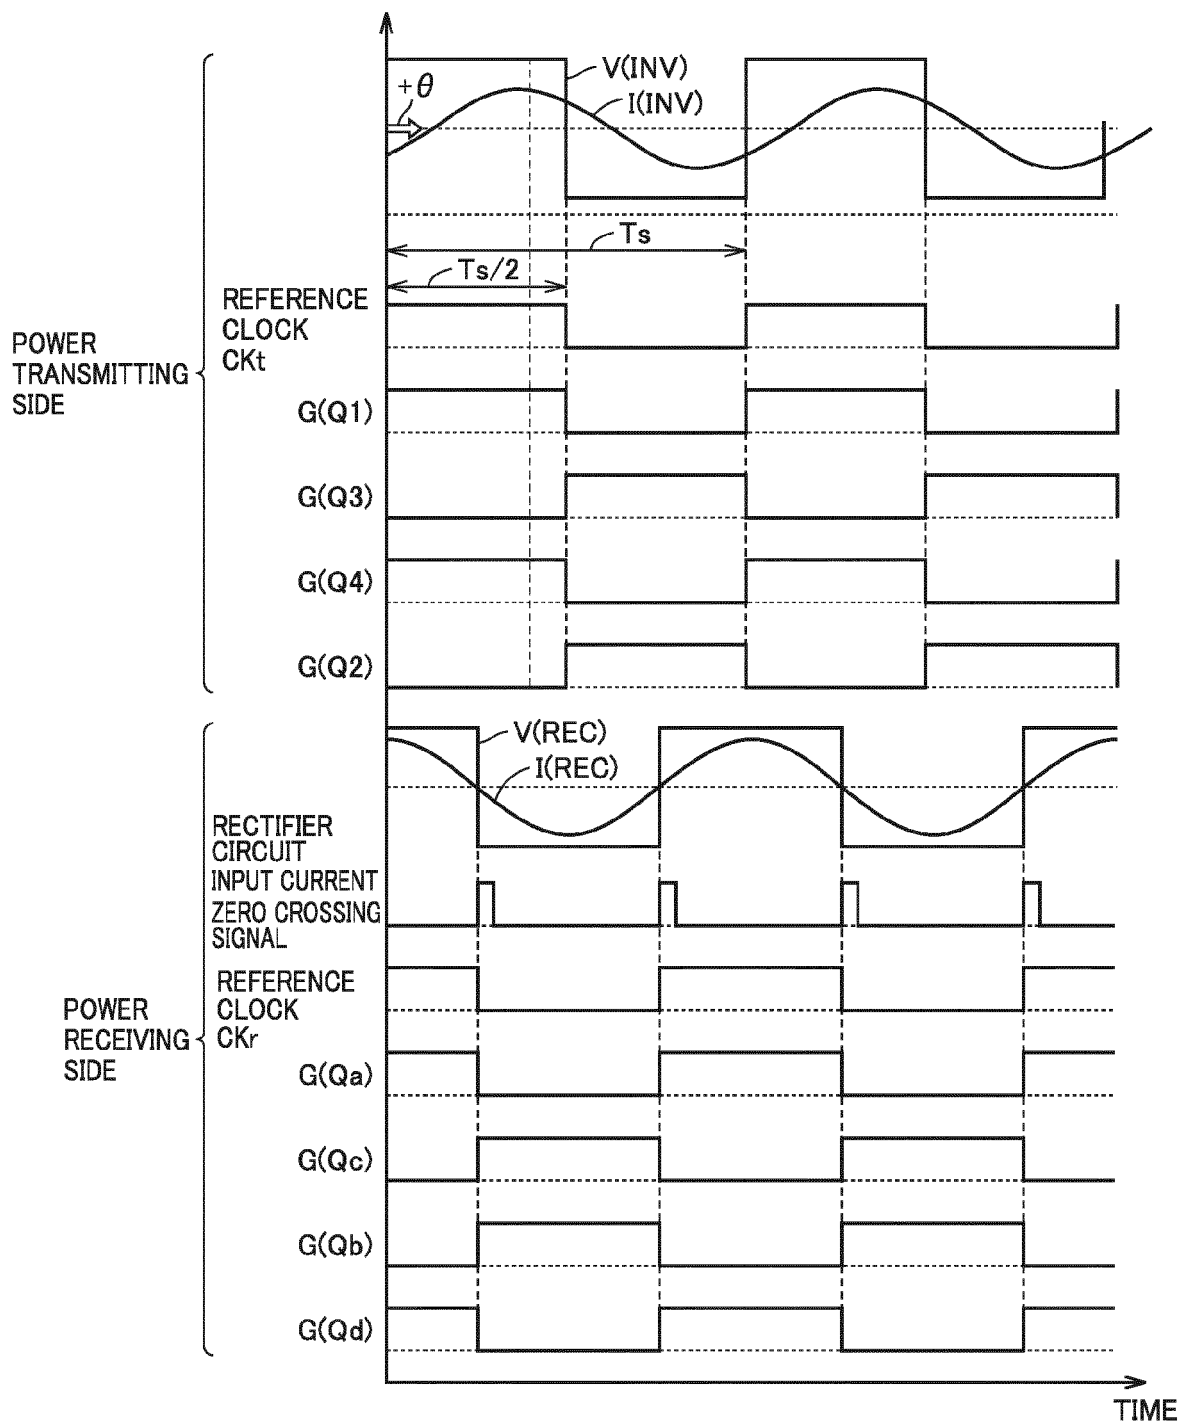 V(INV)
+θ
I(INV)
Ts
Ts/2
REFERENCE
CLOCK
CKt
POWER
TRANSMITTING
SIDE
G(Q1)
G(Q3)
G(Q4)
G(Q2)
V(REC)
I(REC)
RECTIFIER
CIRCUIT
INPUT CURRENT
ZERO CROSSING
SIGNAL
REFERENCE
CLOCK
CKr
POWER
RECEIVING
SIDE
G(Qa)
G(Qc)
G(Qb)
G(Qd)
TIME